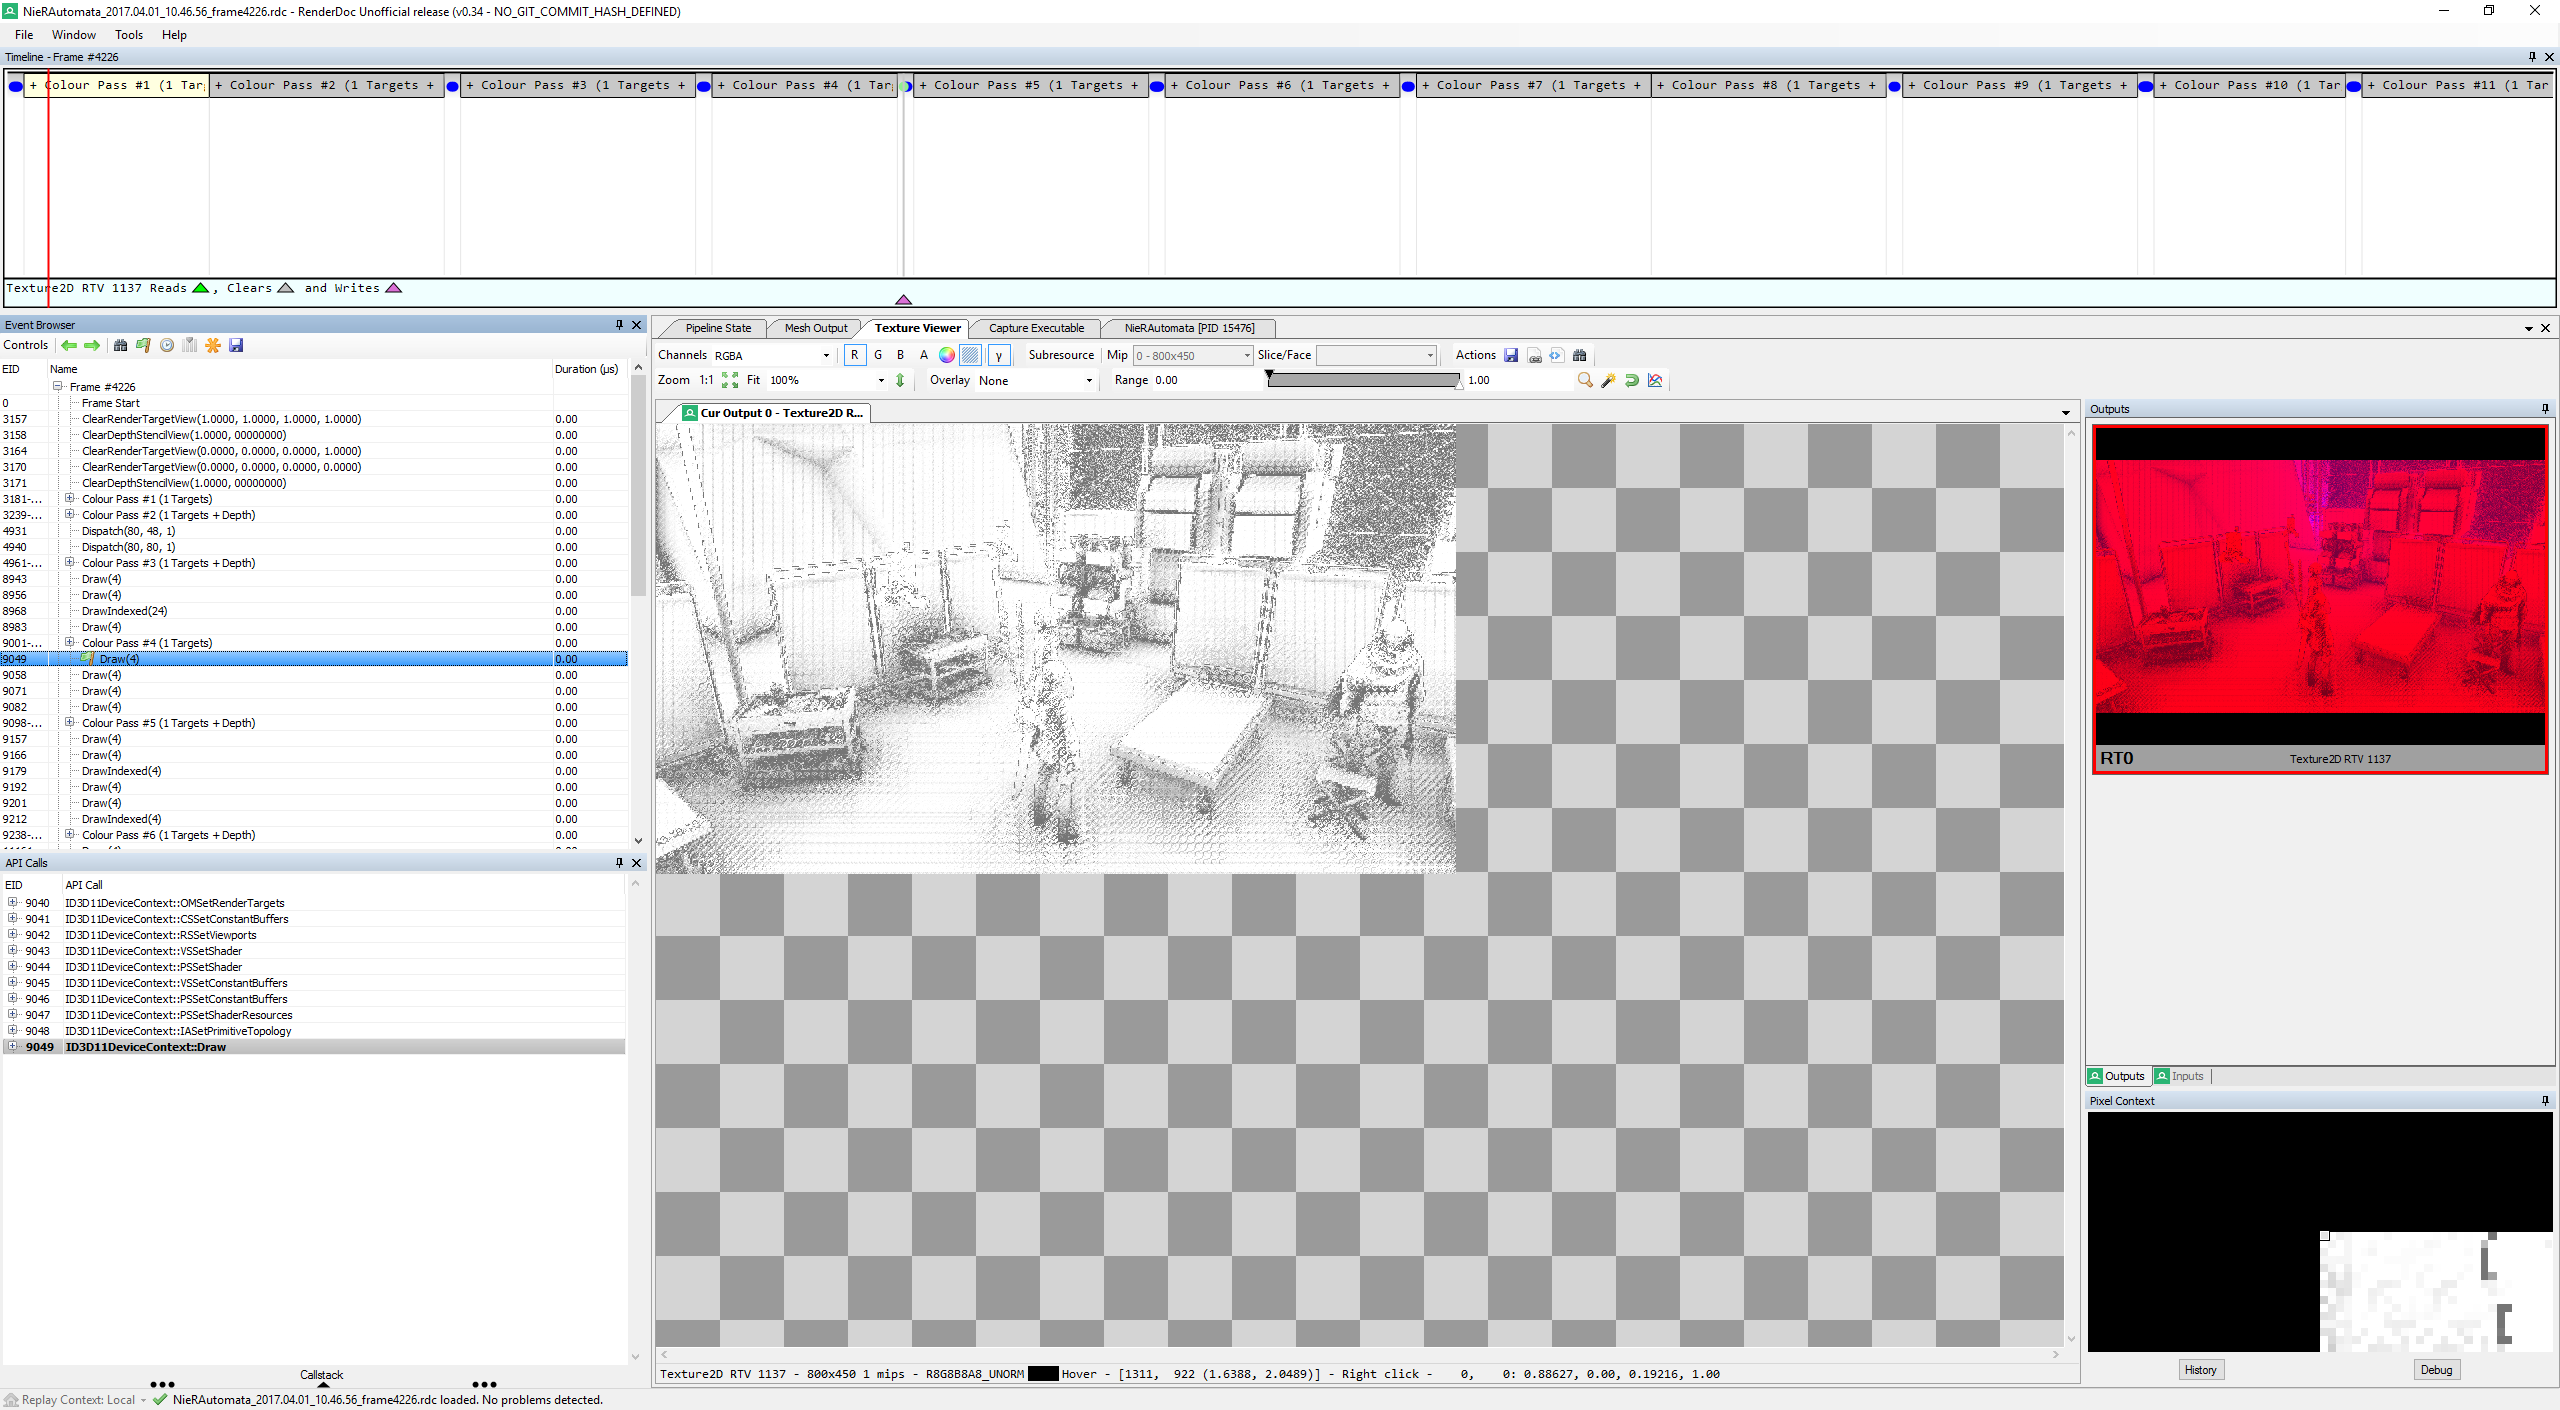 NieRAutomata_2017.04.01_10.46.56_frame4226.rdc - RenderDoc Unofficial release (v0.34 - NO_GIT_COMMIT_HASH_DEFINED)
File Window Tools Help
Timeline - Frame #4226
+ Colour Pass #1 (1 Tar + Colour Pass #2 (1 Targets + + Colour Pass #3 (1 Targets + + Colour Pass #4 (1 Tar + Colour Pass #5 (1 Targets + + Colour Pass #6 (1 Targets + + Colour Pass #7 (1 Targets + + Colour Pass #8 (1 Targets + + Colour Pass #9 (1 Targets + + Colour Pass #10 (1 Tar + Colour Pass #11 (1 Tar
Texture2D RTV 1137 Reads , Clears and Writes
Event Browser
Controls
EID Name Duration (µs)
Frame #4226
0 Frame Start
3157 ClearRenderTargetView(1.0000, 1.0000, 1.0000, 1.0000) 0.00
3158 ClearDepthStencilView(1.0000, 00000000) 0.00
3164 ClearRenderTargetView(0.0000, 0.0000, 0.0000, 1.0000) 0.00
3170 ClearRenderTargetView(0.0000, 0.0000, 0.0000, 0.0000) 0.00
3171 ClearDepthStencilView(1.0000, 00000000) 0.00
3181-... Colour Pass #1 (1 Targets) 0.00
3239-... Colour Pass #2 (1 Targets + Depth) 0.00
4931 Dispatch(80, 48, 1) 0.00
4940 Dispatch(80, 80, 1) 0.00
4961-... Colour Pass #3 (1 Targets + Depth) 0.00
8943 Draw(4) 0.00
8956 Draw(4) 0.00
8968 DrawIndexed(24) 0.00
8983 Draw(4) 0.00
9001-... Colour Pass #4 (1 Targets) 0.00
9049 Draw(4) 0.00
9058 Draw(4) 0.00
9071 Draw(4) 0.00
9082 Draw(4) 0.00
9098-... Colour Pass #5 (1 Targets + Depth) 0.00
9157 Draw(4) 0.00
9166 Draw(4) 0.00
9179 DrawIndexed(4) 0.00
9192 Draw(4) 0.00
9201 Draw(4) 0.00
9212 DrawIndexed(4) 0.00
9238-... Colour Pass #6 (1 Targets + Depth) 0.00
API Calls
EID API Call
9040 ID3D11DeviceContext::OMSetRenderTargets
9041 ID3D11DeviceContext::CSSetConstantBuffers
9042 ID3D11DeviceContext::RSSetViewports
9043 ID3D11DeviceContext::VSSetShader
9044 ID3D11DeviceContext::PSSetShader
9045 ID3D11DeviceContext::VSSetConstantBuffers
9046 ID3D11DeviceContext::PSSetConstantBuffers
9047 ID3D11DeviceContext::PSSetShaderResources
9048 ID3D11DeviceContext::IASetPrimitiveTopology
9049 ID3D11DeviceContext::Draw
Callstack
Pipeline State Mesh Output Texture Viewer Capture Executable NieRAutomata [PID 15476]
Channels RGBA R G B A γ Subresource Mip 0 - 800x450 Slice/Face Actions
Zoom 1:1 Fit 100% Overlay None Range 0.00 1.00
Cur Output 0 - Texture2D R...
Texture2D RTV 1137 - 800x450 1 mips - R8G8B8A8_UNORM Hover - [1311, 922 (1.6388, 2.0489)] - Right click - 0, 0: 0.88627, 0.00, 0.19216, 1.00
Outputs
RT0 Texture2D RTV 1137
Outputs Inputs
Pixel Context
History Debug
Replay Context: Local NieRAutomata_2017.04.01_10.46.56_frame4226.rdc loaded. No problems detected.